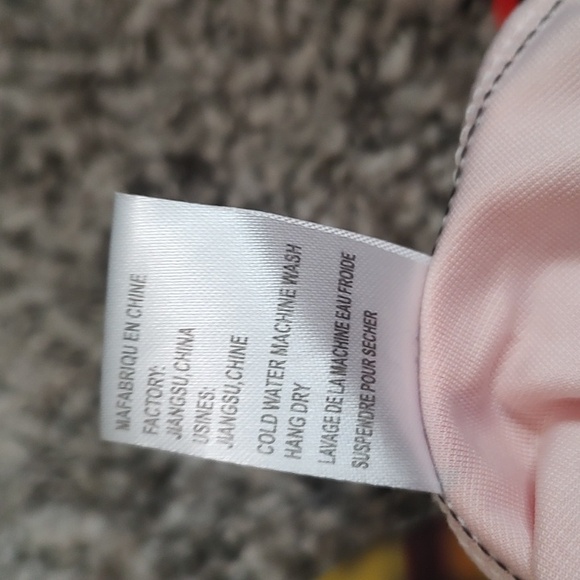 MAFABRIQU EN CHINE
FACTORY:
JIANGSU,CHINA
USINES:
JIANGSU,CHINE
COLD WATER MACHINE WASH
HANG DRY
LAVAGE DE LA MACHINE EAU FROIDE
SUSPENDRE POUR SECHER